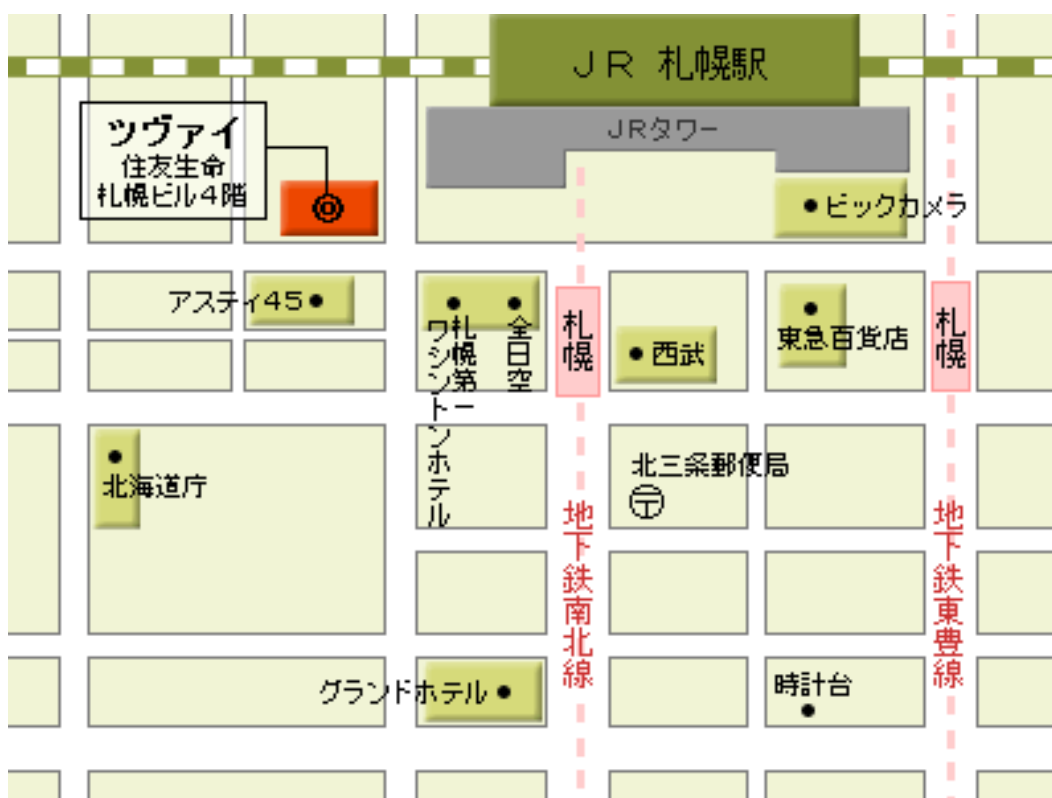 JR 札幌駅
JRタワー
ツヴァイ
住友生命
札幌ビル4階
ビックカメラ
アスティ45
札幌第一
ワシントンホテル
全日空
札幌
西武
東急百貨店
札幌
北海道庁
北三条郵便局
地下鉄南北線
地下鉄東豊線
グランドホテル
時計台